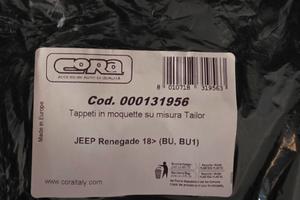 CORA
ACCESSORI AUTO DI QUALITÀ
8 010718 319563
Cod. 000131956
Tappeti in moquette su misura Tailor
JEEP Renegade 18> (BU, BU1)
Made in Europe
www.coraitaly.com